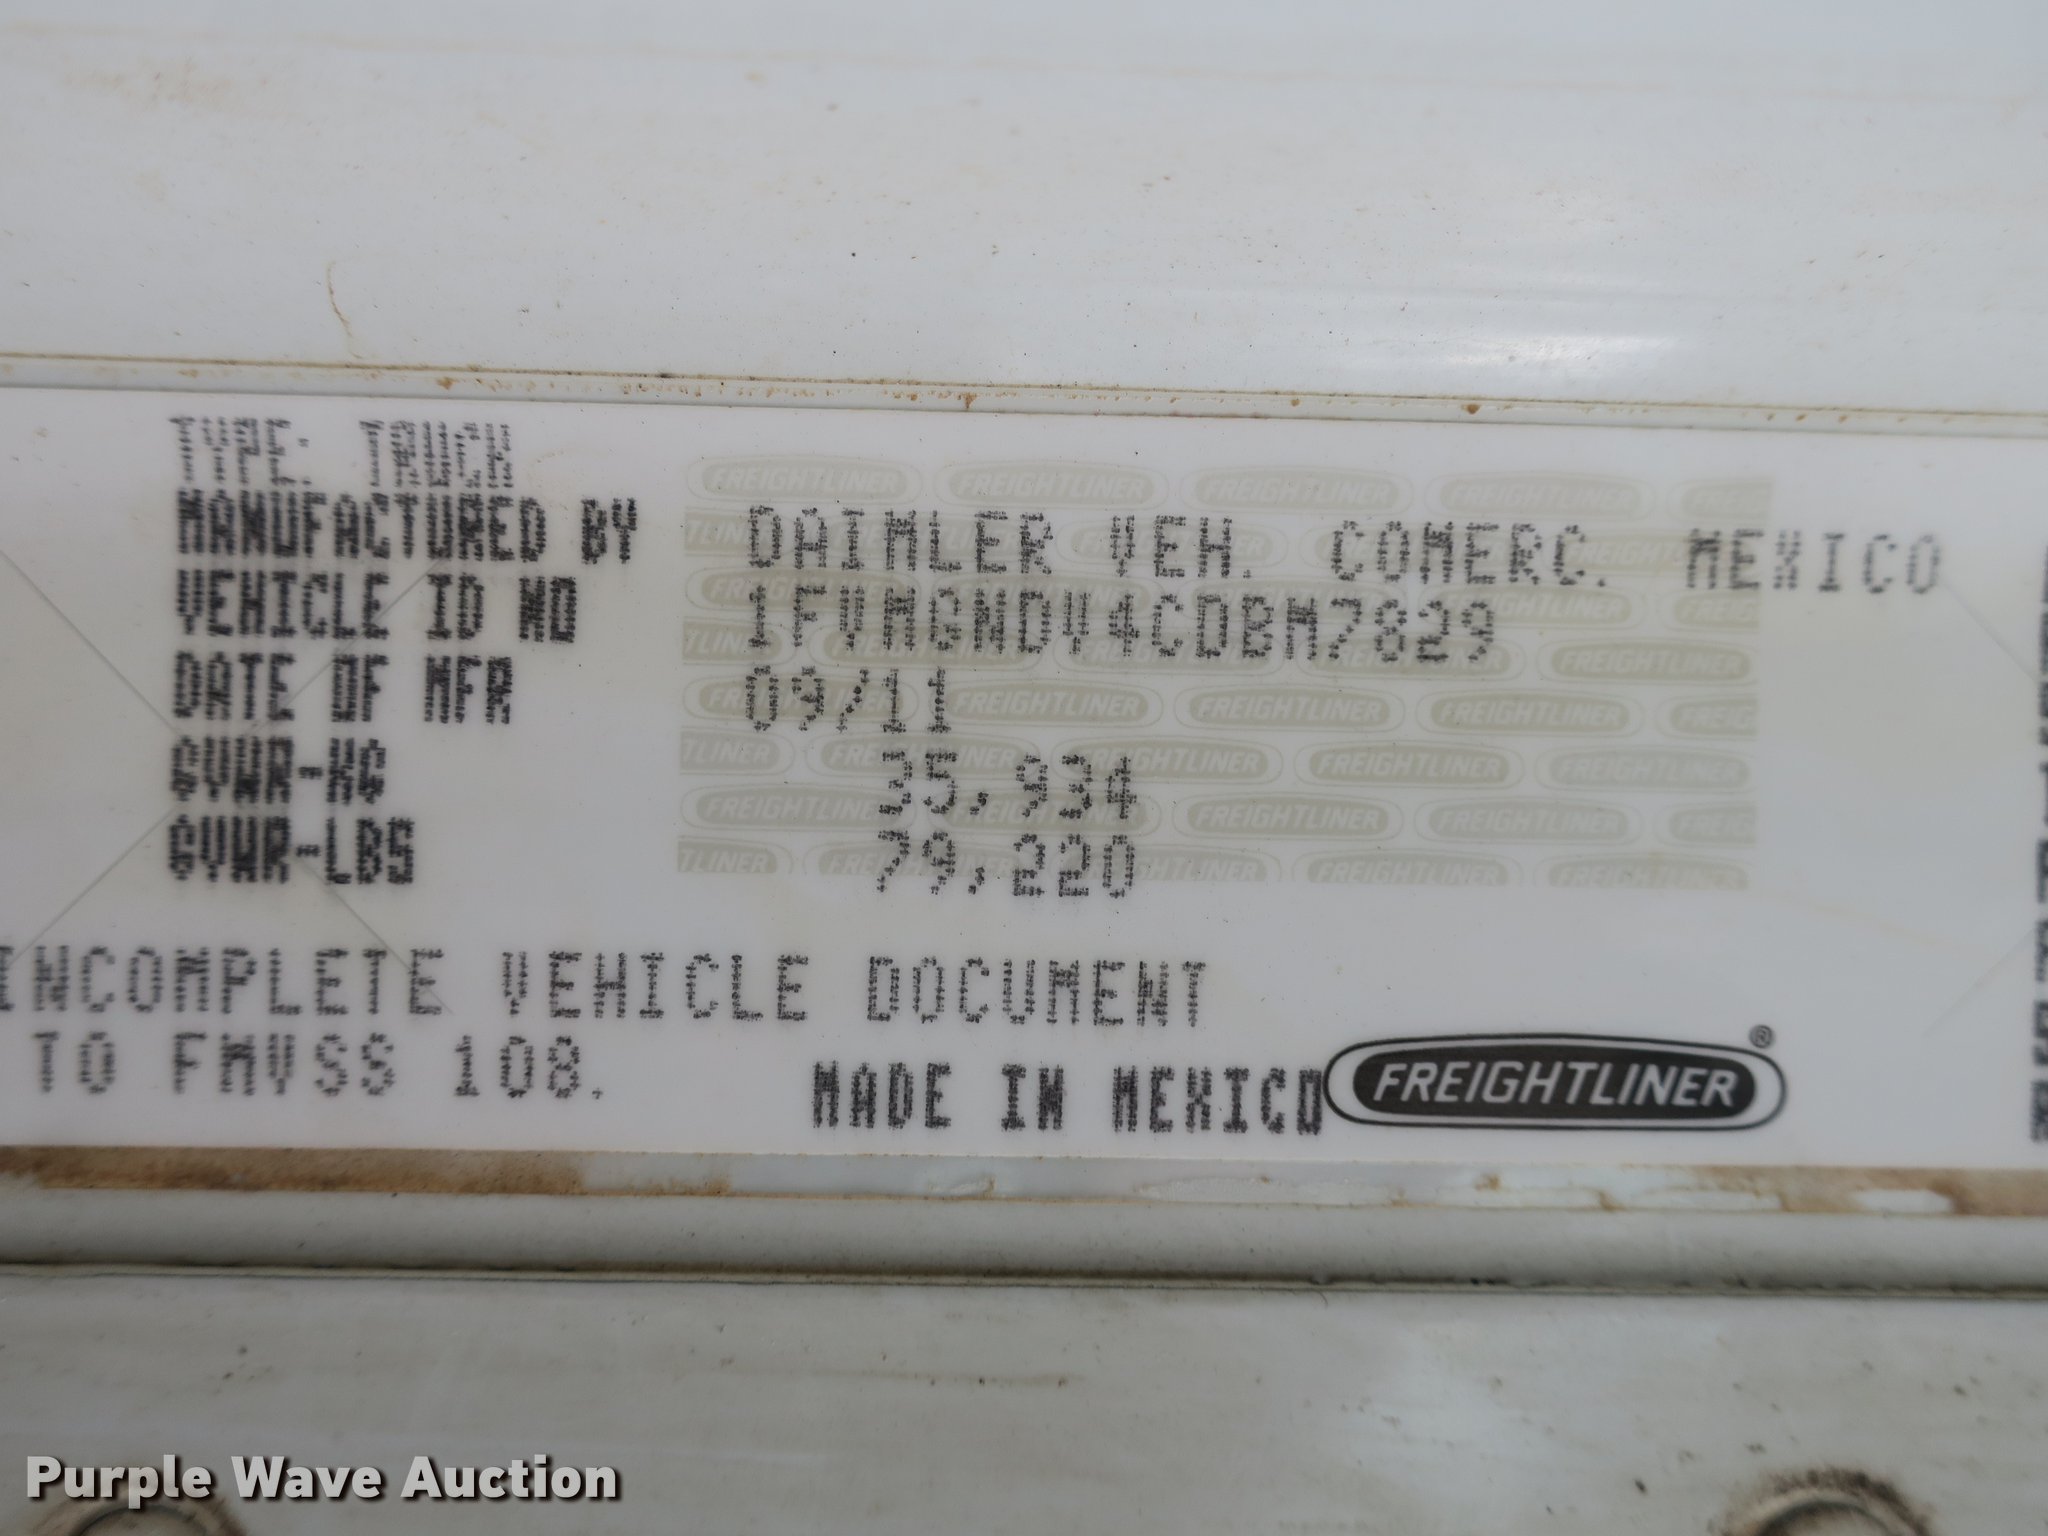 TYPE: TRUCK
MANUFACTURED BY DAIMLER VEH. COMERC. MEXICO
VEHICLE ID NO 1FVHGNDV4CDBM7829
DATE OF MFR 09/11
GVWR-KG 35,934
GVWR-LBS 79,220
INCOMPLETE VEHICLE DOCUMENT
TO FMVSS 108.
MADE IN MEXICO FREIGHTLINER®
Purple Wave Auction